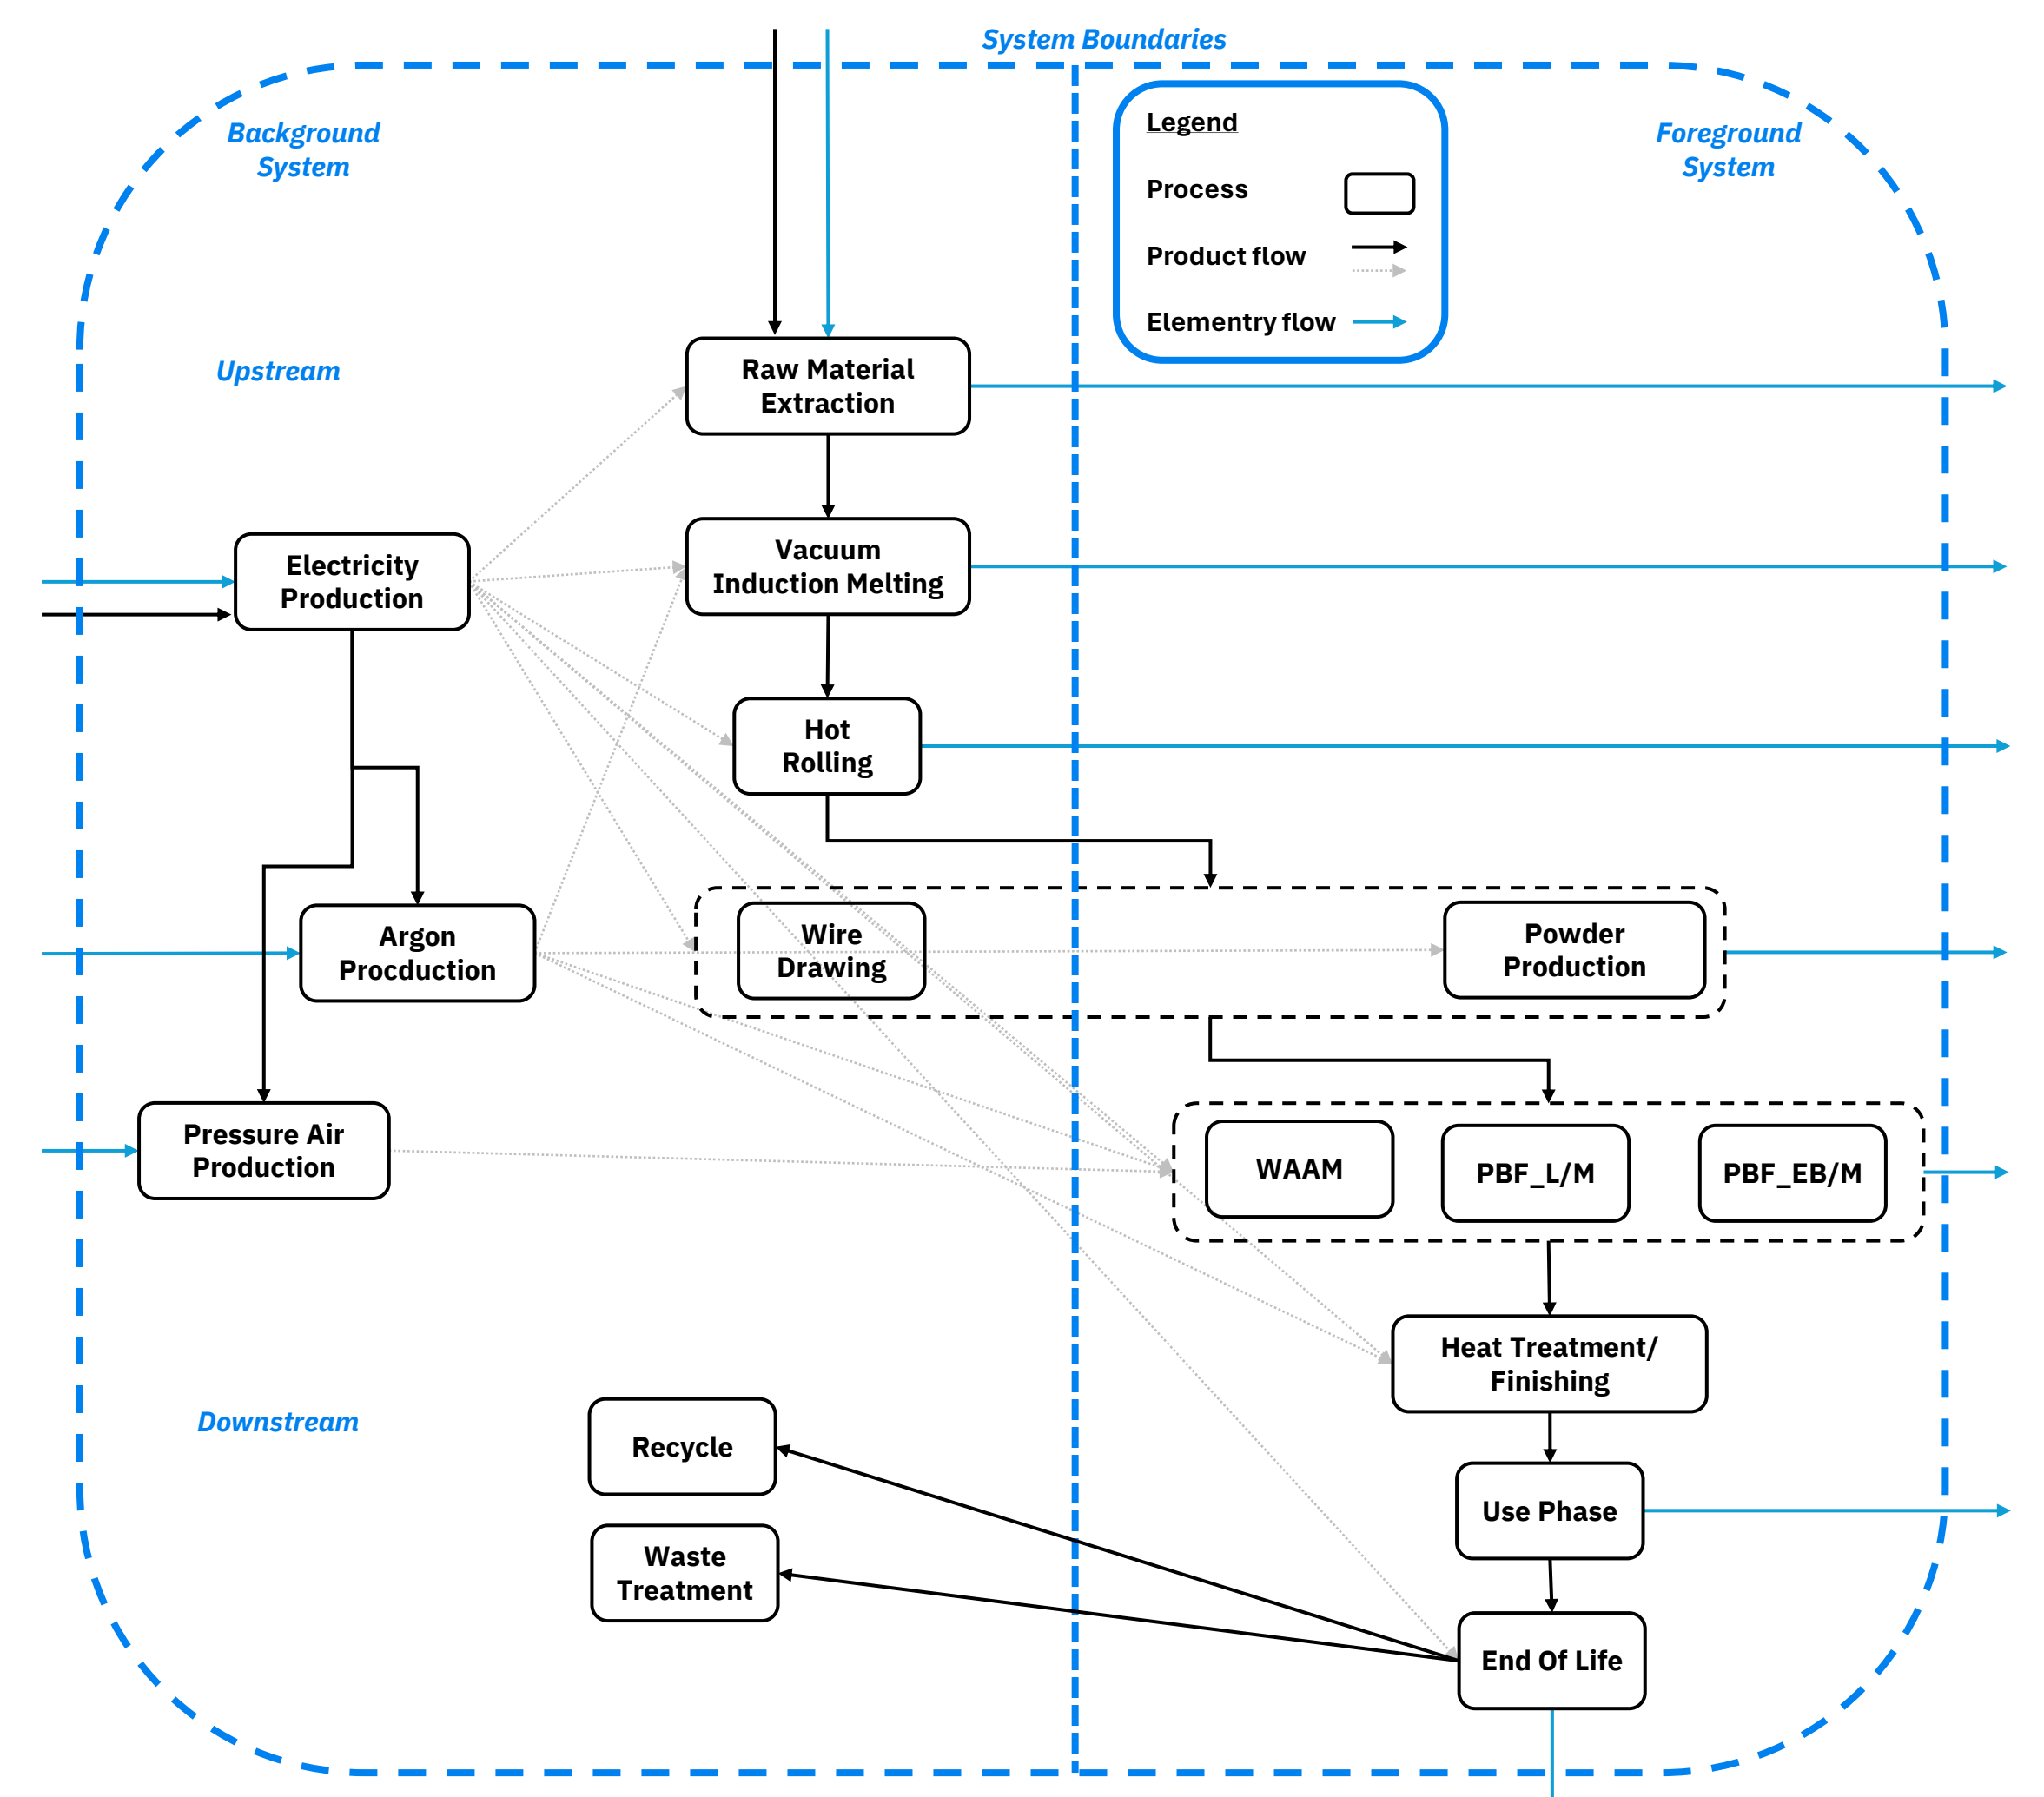 System Boundaries
Background
System
Legend
Process
Product flow
Elementry flow
Foreground
System
Upstream
Raw Material
Extraction
Electricity
Production
Vacuum
Induction Melting
Hot
Rolling
Argon
Procduction
Wire
Drawing
Powder
Production
Pressure Air
Production
WAAM
PBF_L/M
PBF_EB/M
Heat Treatment/
Finishing
Downstream
Recycle
Use Phase
Waste
Treatment
End Of Life